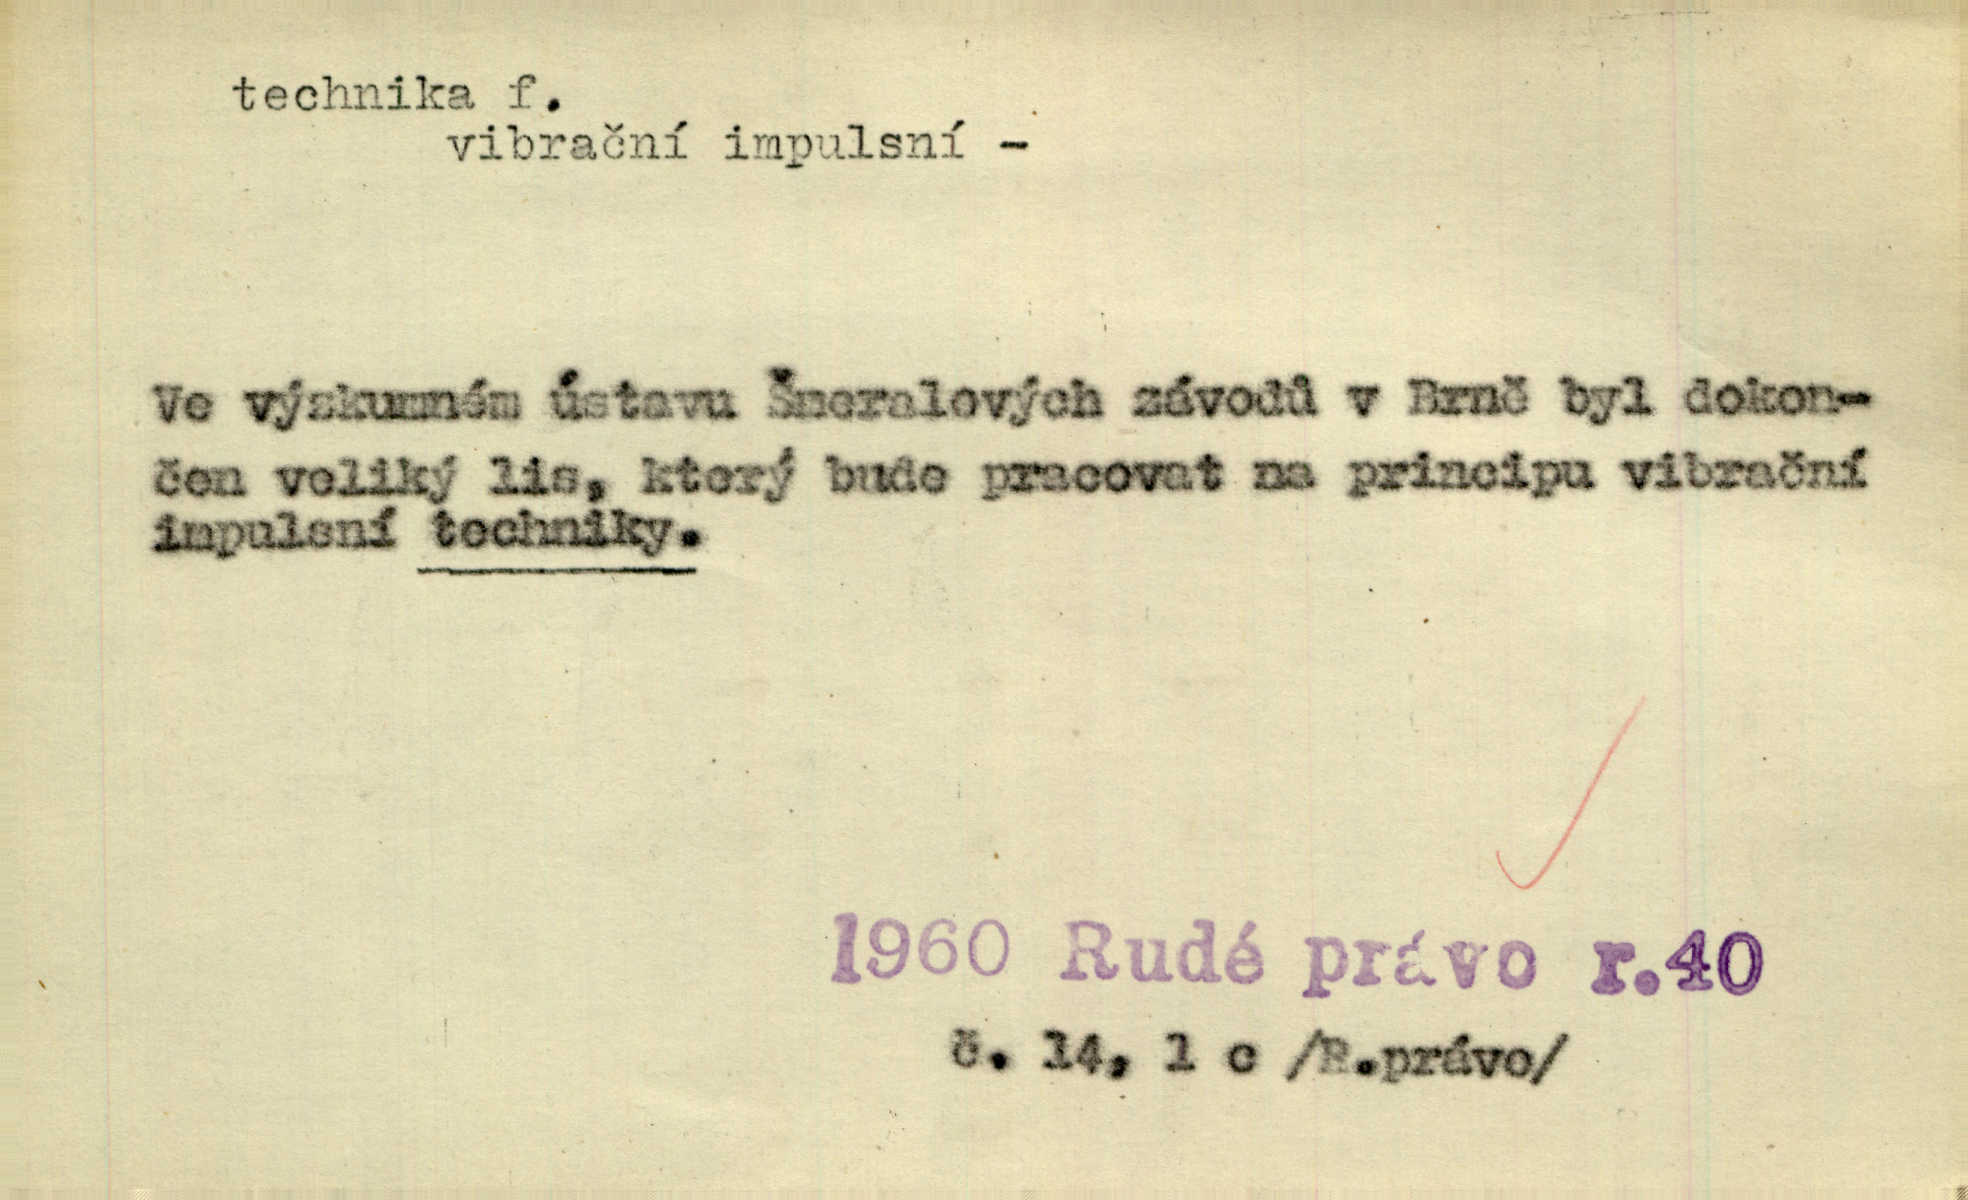 technika f.
vibrační impulsní -
Ve výzkumném ústavu Šmeralových závodů v Brně byl dokon-
čen veliký lis, který bude pracovat na principu vibrační
impulsní techniky.
1960 Rudé právo r.40
č. 14, 1 c /R.právo/